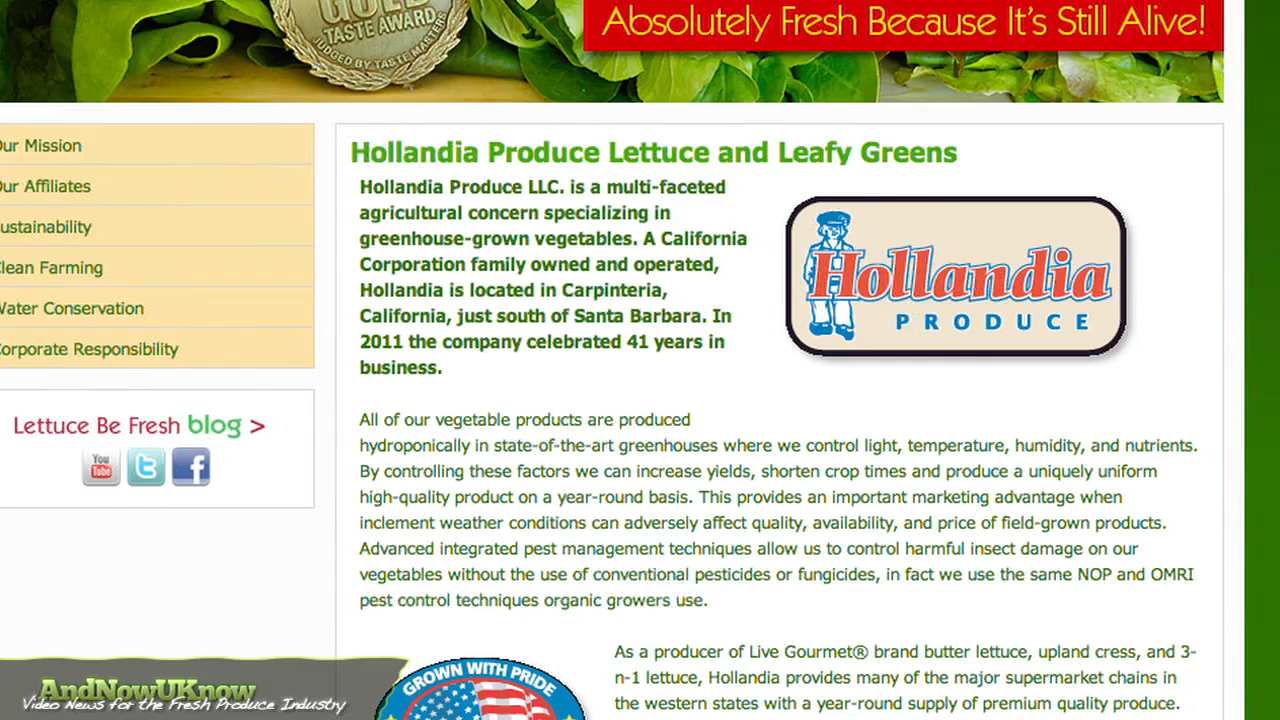 GOLD
TASTE AWARD
JUDGED BY TASTE MASTERS
Absolutely Fresh Because It's Still Alive!
Our Mission
Our Affiliates
ustainability
Clean Farming
Water Conservation
Corporate Responsibility
Lettuce Be Fresh blog >
You Tube
t
f
Hollandia Produce Lettuce and Leafy Greens
Hollandia Produce LLC. is a multi-faceted
agricultural concern specializing in
greenhouse-grown vegetables. A California
Corporation family owned and operated,
Hollandia is located in Carpinteria,
California, just south of Santa Barbara. In
2011 the company celebrated 41 years in
business.
Hollandia
PRODUCE
All of our vegetable products are produced
hydroponically in state-of-the-art greenhouses where we control light, temperature, humidity, and nutrients.
By controlling these factors we can increase yields, shorten crop times and produce a uniquely uniform
high-quality product on a year-round basis. This provides an important marketing advantage when
inclement weather conditions can adversely affect quality, availability, and price of field-grown products.
Advanced integrated pest management techniques allow us to control harmful insect damage on our
vegetables without the use of conventional pesticides or fungicides, in fact we use the same NOP and OMRI
pest control techniques organic growers use.
As a producer of Live Gourmet® brand butter lettuce, upland cress, and 3-
n-1 lettuce, Hollandia provides many of the major supermarket chains in
the western states with a year-round supply of premium quality produce.
GROWN WITH PRIDE
AndNowUKnow
Video News for the Fresh Produce Industry